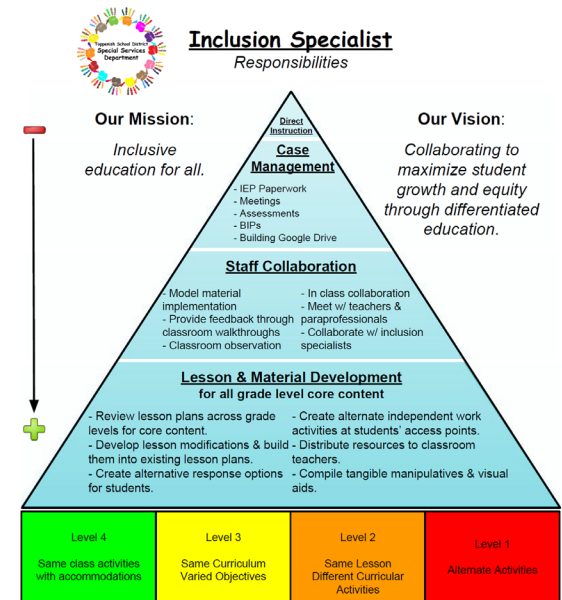 Toppenish School District
Special Services
Department
Inclusion Specialist
Responsibilities
Our Mission:
Inclusive
education for all.
Our Vision:
Collaborating to
maximize student
growth and equity
through differentiated
education.
Direct
Instruction
Case
Management
- IEP Paperwork
- Meetings
- Assessments
- BIPs
- Building Google Drive
Staff Collaboration
- Model material
implementation
- Provide feedback through
classroom walkthroughs
- Classroom observation
- In class collaboration
- Meet w/ teachers &
paraprofessionals
- Collaborate w/ inclusion
specialists
Lesson & Material Development
for all grade level core content
- Review lesson plans across grade
levels for core content.
- Develop lesson modifications & build
them into existing lesson plans.
- Create alternative response options
for students.
- Create alternate independent work
activities at students' access points.
- Distribute resources to classroom
teachers.
- Compile tangible manipulatives & visual
aids.
Level 4
Same class activities
with accommodations
Level 3
Same Curriculum
Varied Objectives
Level 2
Same Lesson
Different Curricular
Activities
Level 1
Alternate Activities